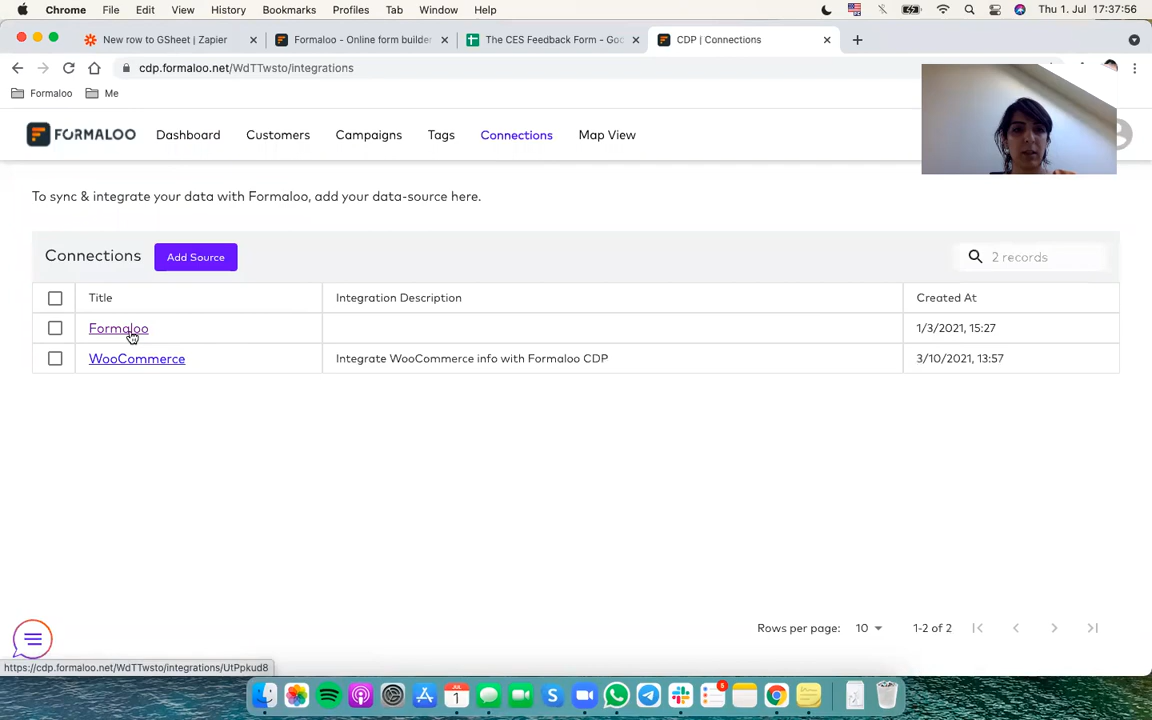 Chrome File Edit View History Bookmarks Profiles Tab Window Help Thu 1. Jul 17:37:56
New row to GSheet | Zapier Formaloo - Online form builder The CES Feedback Form - Goo CDP | Connections
cdp.formaloo.net/WdTTwsto/integrations
Formaloo Me
FORMALOO Dashboard Customers Campaigns Tags Connections Map View
To sync & integrate your data with Formaloo, add your data-source here.
Connections Add Source 2 records
Title Integration Description Created At
Formaloo 1/3/2021, 15:27
WooCommerce Integrate WooCommerce info with Formaloo CDP 3/10/2021, 13:57
Rows per page: 10 1-2 of 2
https://cdp.formaloo.net/WdTTwsto/integrations/UtPpkud8
JUL
1
5